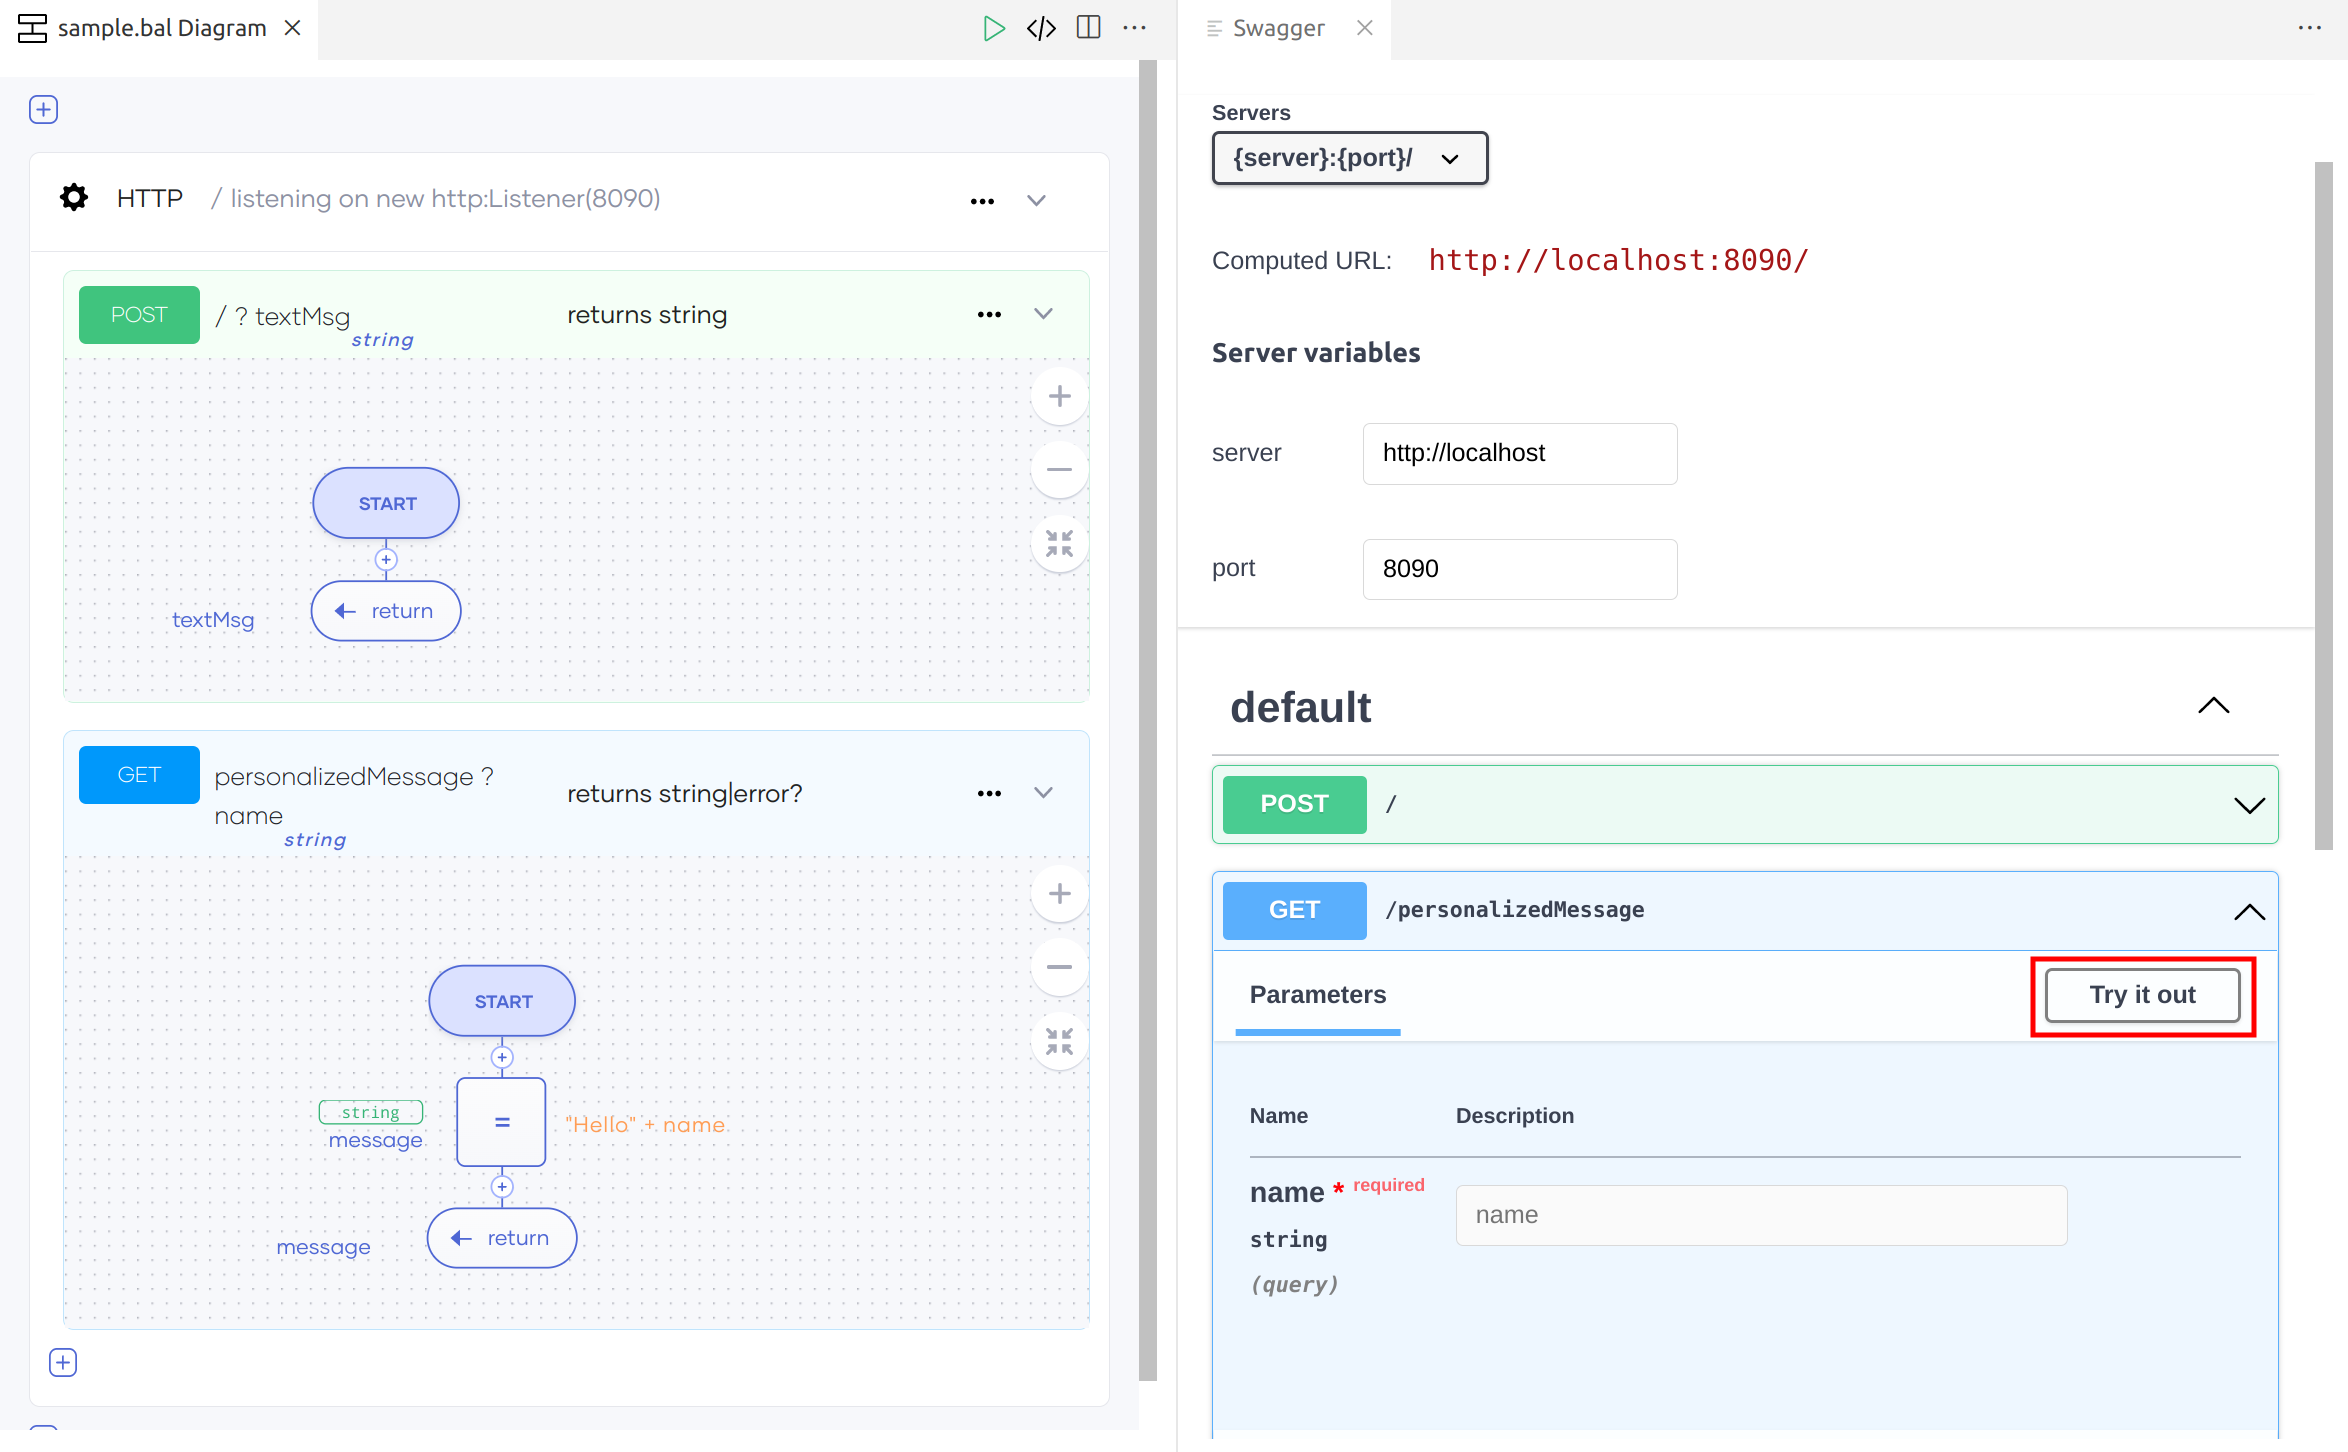 sample.bal Diagram
HTTP / listening on new http:Listener(8090)
POST / ? textMsg string returns string
START
return
textMsg
GET personalizedMessage ?
name string
returns string|error?
START
string
message
=
"Hello" + name
return
message
Swagger
Servers
{server}:{port}/
Computed URL: http://localhost:8090/
Server variables
server http://localhost
port 8090
default
POST /
GET /personalizedMessage
Parameters
Try it out
Name Description
name * required
name
string
(query)